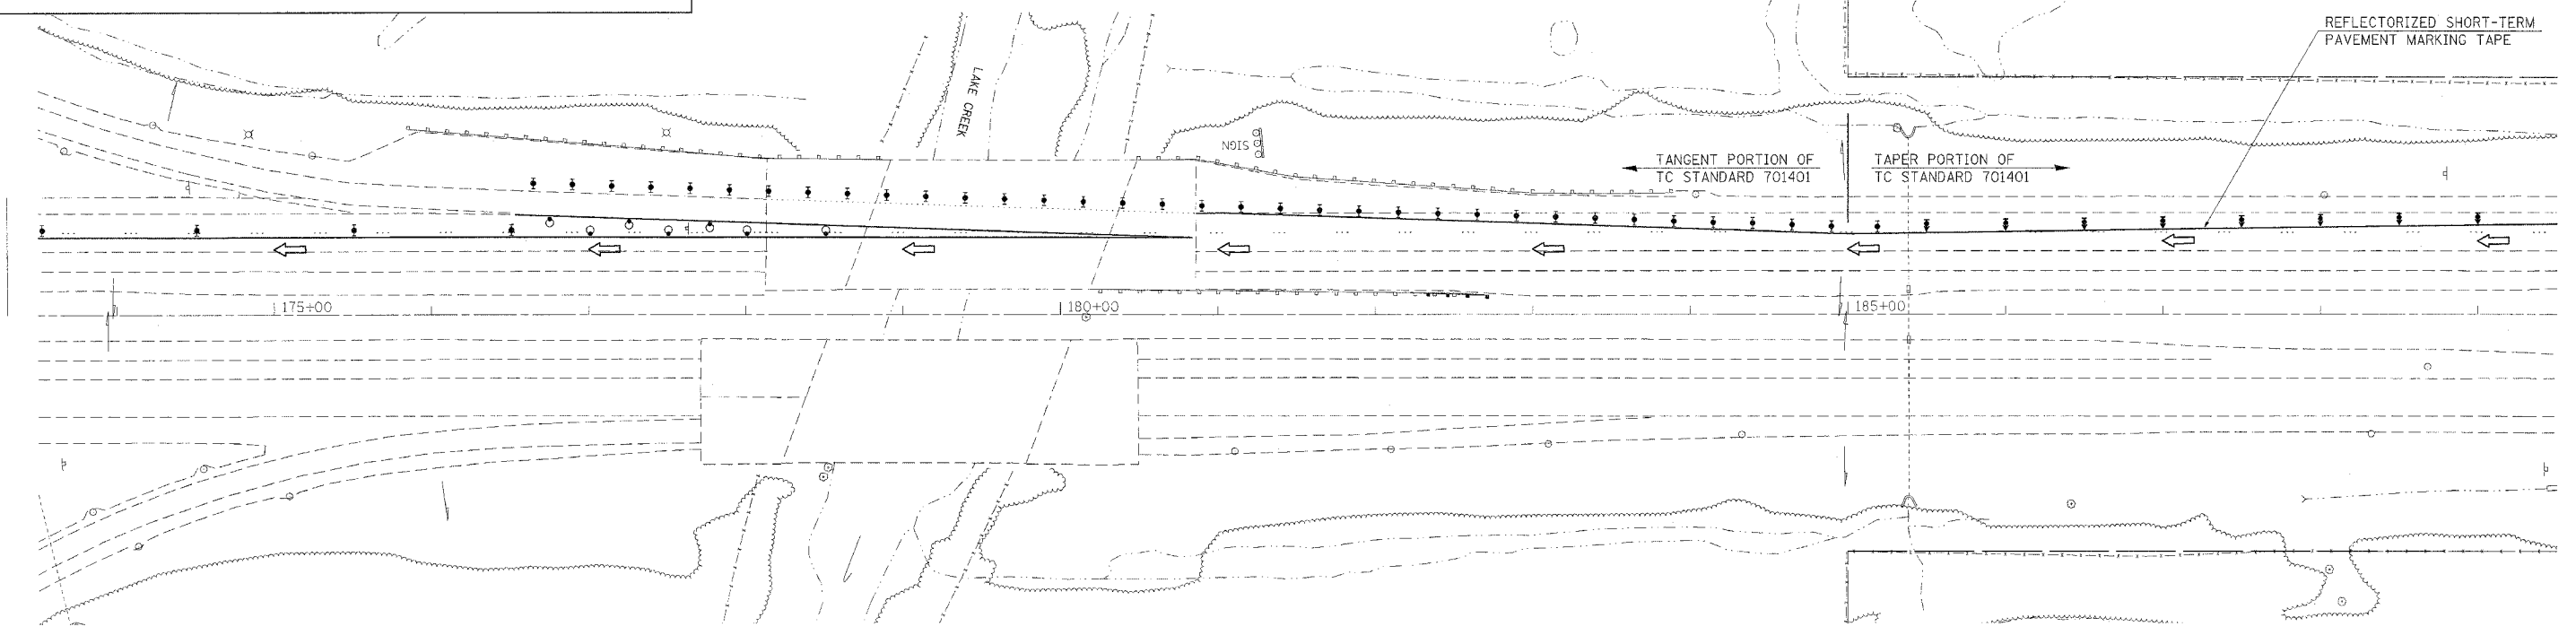 REFLECTORIZED SHORT-TERM
PAVEMENT MARKING TAPE
LAKE CREEK
SIGN
TANGENT PORTION OF
TC STANDARD 701401
TAPER PORTION OF
TC STANDARD 701401
175+00
180+00
185+00